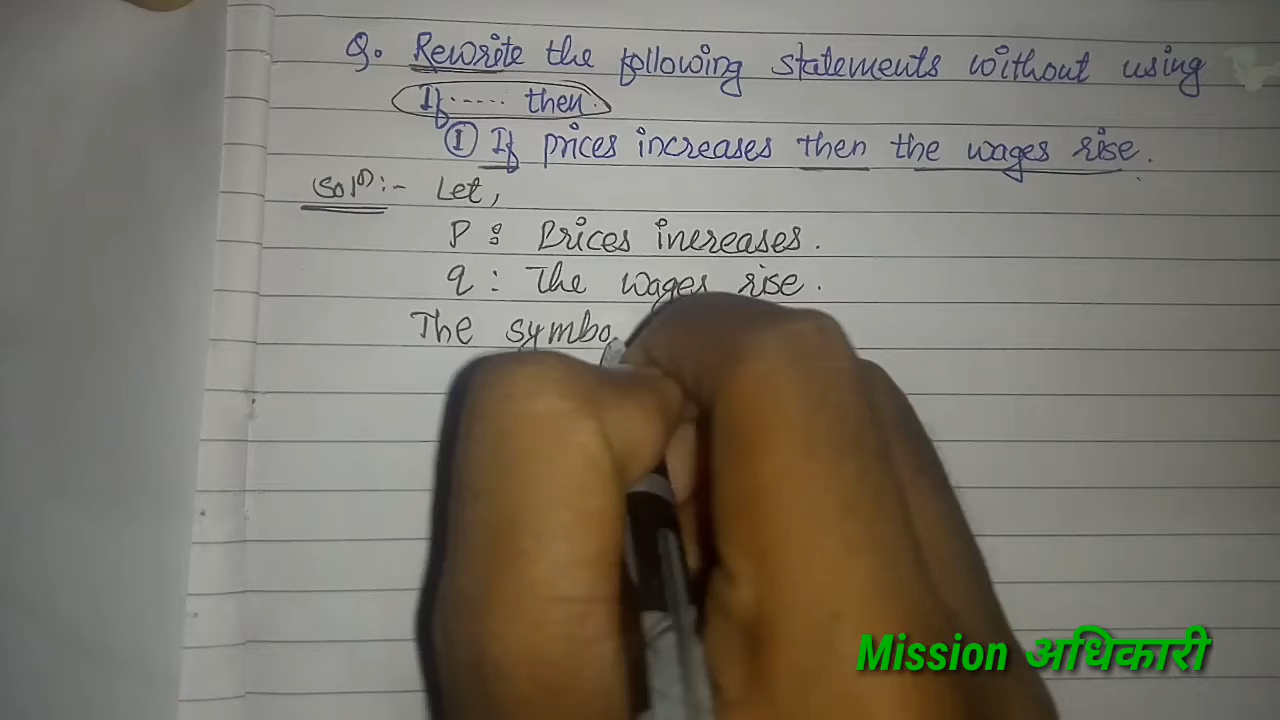 Q. Rewrite the following statements without using
If ...... then.
① If prices increases then the wages rise.
Solⁿ :- Let,
P : Prices increases.
q : The wages rise.
The symbo
Mission अधिकारी